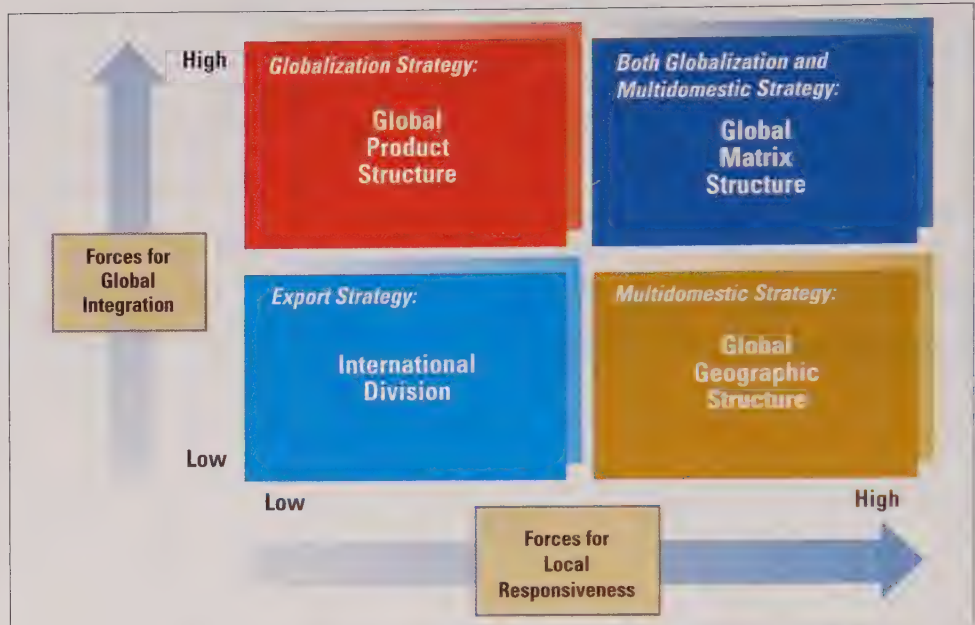 High
Globalization Strategy:
Global
Product
Structure
Both Globalization and
Multidomestic Strategy:
Global
Matrix
Structure
Forces for
Global
Integration
Export Strategy:
International
Division
Multidomestic Strategy:
Global
Geographic
Structure
Low
Low
High
Forces for
Local
Responsiveness